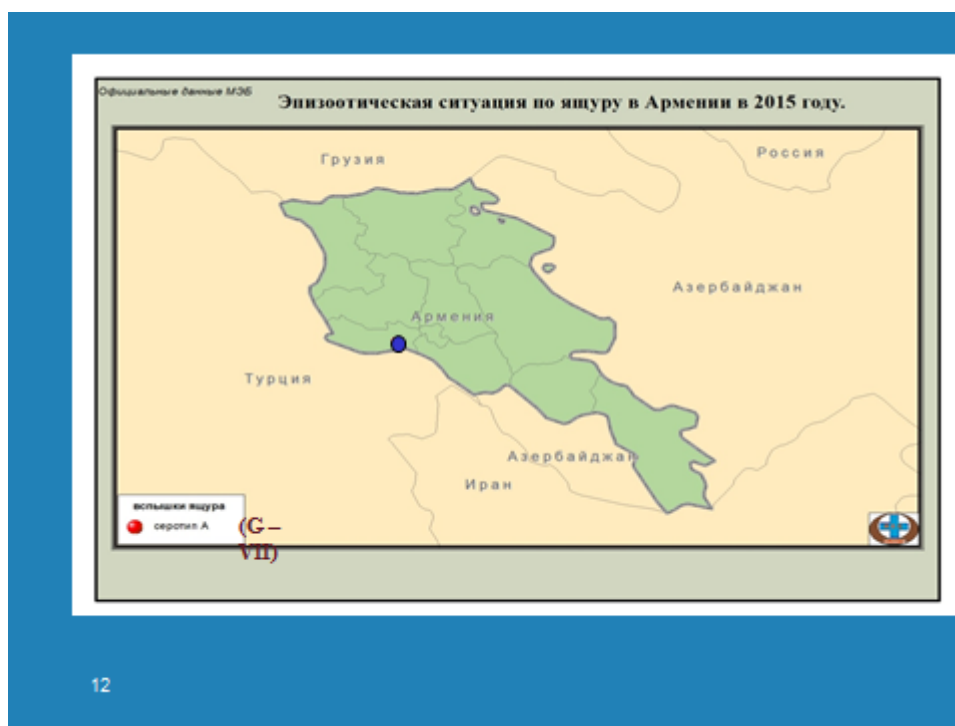 Официальные данные МЭБ
Эпизоотическая ситуация по ящуру в Армении в 2015 году.
Грузия
Россия
Азербайджан
Армения
Турция
Азербайджан
Иран
вспышки ящура
серотип А
(G –
VII)
12